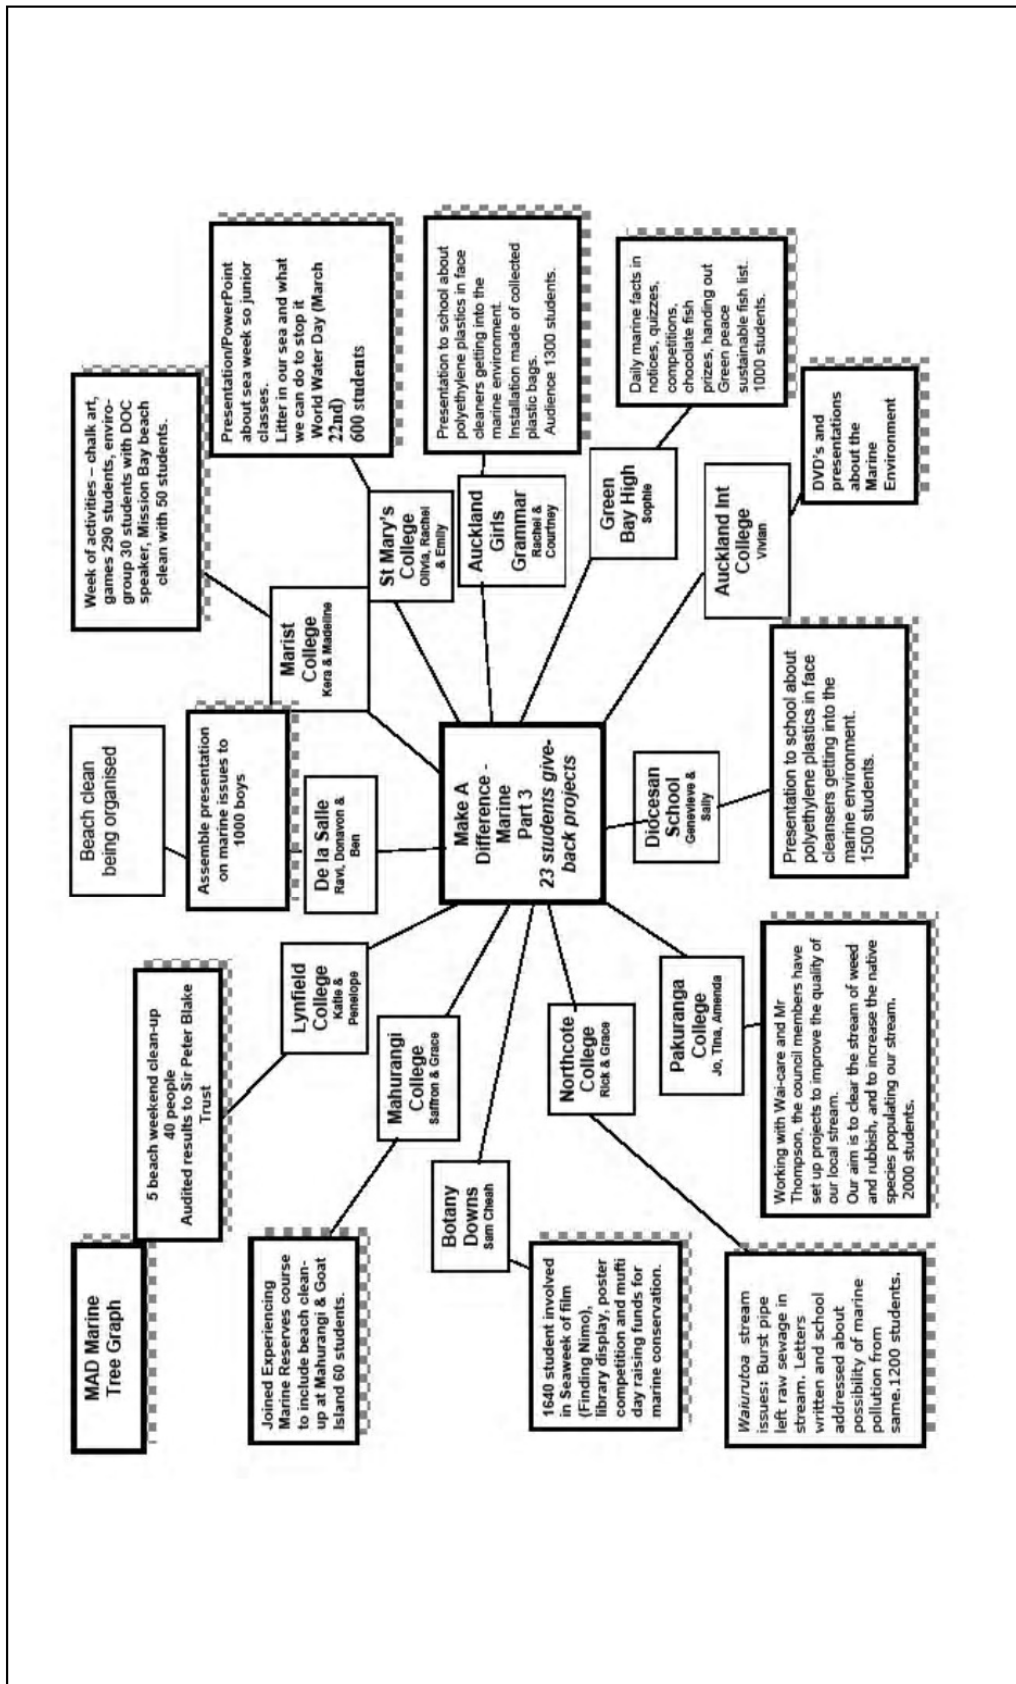 MAD Marine
Tree Graph
5 beach weekend clean-up
40 people
Audited results to Sir Peter Blake
Trust
Beach clean
being organised
Week of activities – chalk art,
games 290 students, enviro-
group 30 students with DOC
speaker, Mission Bay beach
clean with 50 students.
Assemble presentation
on marine issues to
1000 boys
Presentation/PowerPoint
about sea week so junior
classes.
Litter in our sea and what
we can do to stop it
World Water Day (March
22nd)
600 students
Joined Experiencing
Marine Reserves course
to include beach clean-
up at Mahurangi & Goat
Island 60 students.
Lynfield
College
Katie &
Penelope
De la Salle
Ravi, Donavon &
Ben
Marist
College
Kera & Madeline
St Mary's
College
Olivia, Rachel
& Emily
Mahurangi
College
Saffron & Grace
Presentation to school about
polyethylene plastics in face
cleaners getting into the
marine environment.
Installation made of collected
plastic bags.
Audience 1300 students.
Auckland
Girls
Grammar
Rachel &
Courtney
Botany
Downs
Sam Cheah
Make A
Difference -
Marine
Part 3
23 students give-
back projects
1640 student involved
in Seaweek of film
(Finding Nimo),
library display, poster
competition and mufti
day raising funds for
marine conservation.
Northcote
College
Rick & Grace
Green
Bay High
Sophie
Daily marine facts in
notices, quizzes,
competitions,
chocolate fish
prizes, handing out
Green peace
sustainable fish list.
1000 students.
Pakuranga
College
Jo, Tina, Amenda
Diocesan
School
Genevieve &
Sally
Auckland Int
College
Vivian
Waiurutoa stream
issues: Burst pipe
left raw sewage in
stream. Letters
written and school
addressed about
possibility of marine
pollution from
same.1200 students.
Working with Wai-care and Mr
Thompson, the council members have
set up projects to improve the quality of
our local stream.
Our aim is to clear the stream of weed
and rubbish, and to increase the native
species populating our stream.
2000 students.
Presentation to school about
polyethylene plastics in face
cleansers getting into the
marine environment.
1500 students.
DVD's and
presentations
about the
Marine
Environment